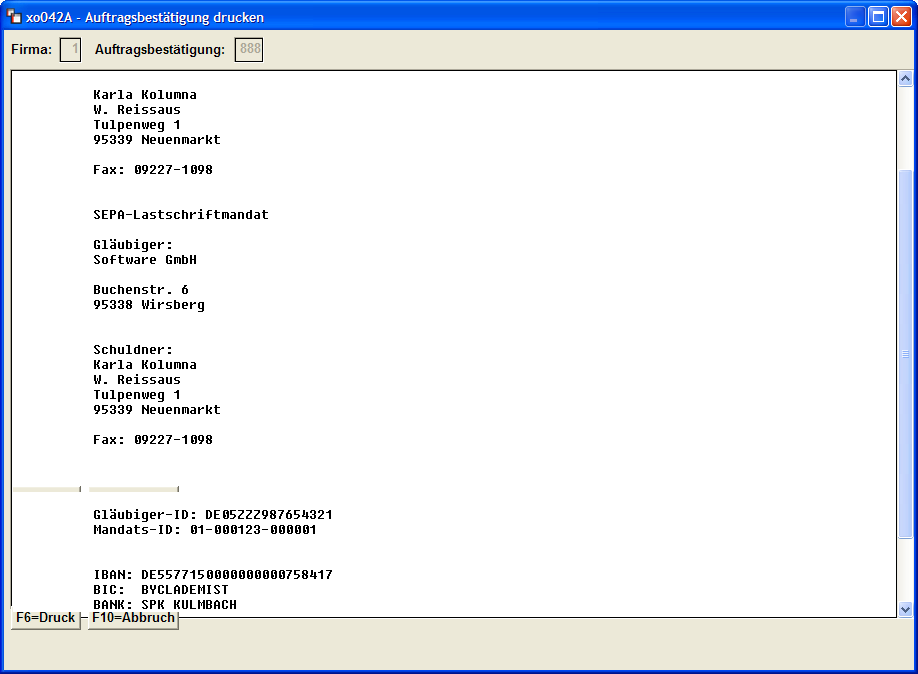 xo042A - Auftragsbestätigung drucken
Firma: 1 Auftragsbestätigung: 888
Karla Kolumna
W. Reissaus
Tulpenweg 1
95339 Neuenmarkt
Fax: 09227-1098
SEPA-Lastschriftmandat
Gläubiger:
Software GmbH
Buchenstr. 6
95338 Wirsberg
Schuldner:
Karla Kolumna
W. Reissaus
Tulpenweg 1
95339 Neuenmarkt
Fax: 09227-1098
Gläubiger-ID: DE05ZZZ987654321
Mandats-ID: 01-000123-000001
IBAN: DE5577150000000000758417
BIC: BYCLADEMIST
BANK: SPK KULMBACH
F6=Druck F10=Abbruch